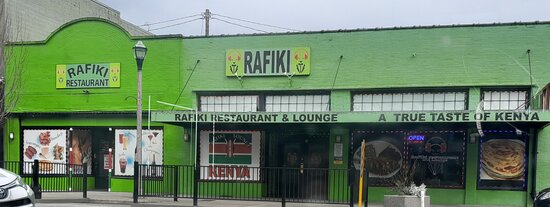 RAFIKI
RESTAURANT
RAFIKI
RAFIKI RESTAURANT & LOUNGE A TRUE TASTE OF KENYA
OPEN
KENYA